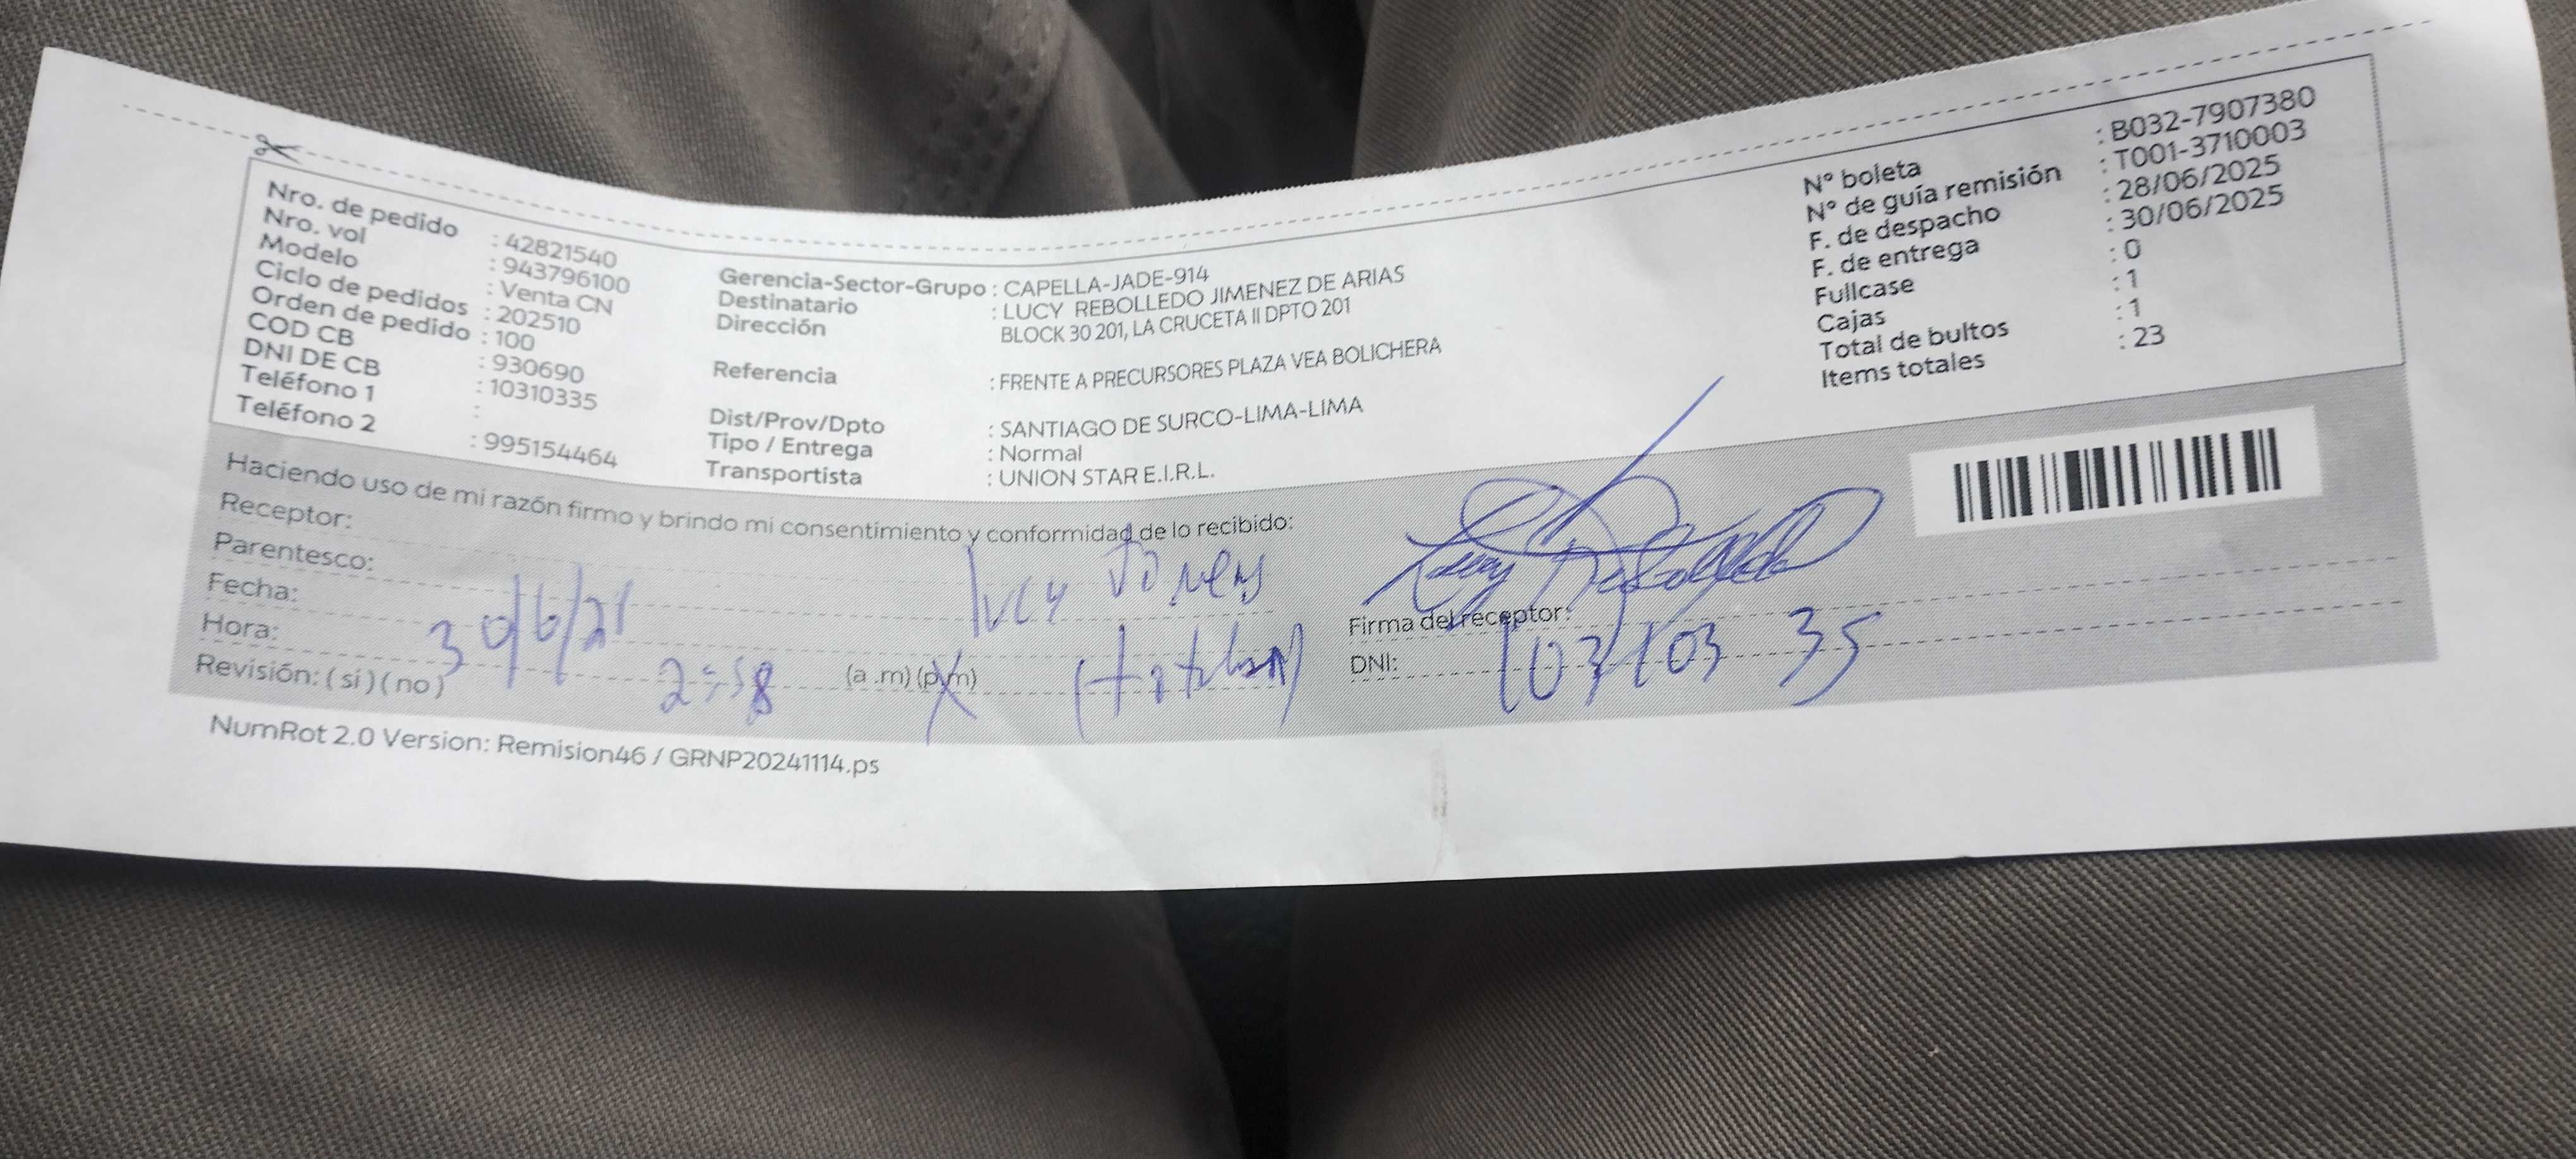 Nro. de pedido : 42821540
Nro. vol : 943796100
Modelo : Venta CN
Ciclo de pedidos : 202510
Orden de pedido : 100
COD CB : 930690
DNI DE CB : 10310335
Teléfono 1 :
Teléfono 2 : 995154464
Gerencia-Sector-Grupo : CAPELLA-JADE-914
Destinatario : LUCY REBOLLEDO JIMENEZ DE ARIAS
Dirección BLOCK 30 201, LA CRUCETA II DPTO 201
Referencia : FRENTE A PRECURSORES PLAZA VEA BOLICHERA
Dist/Prov/Dpto : SANTIAGO DE SURCO-LIMA-LIMA
Tipo / Entrega : Normal
Transportista : UNION STAR E.I.R.L.
N° boleta : B032-7907380
N° de guía remisión : T001-3710003
F. de despacho : 28/06/2025
F. de entrega : 30/06/2025
Fullcase : 0
Cajas : 1
Total de bultos : 1
Items totales : 23
Haciendo uso de mi razón firmo y brindo mi consentimiento y conformidad de lo recibido:
Receptor: Lucy
Parentesco: (titular)
Fecha: 30/6/21
Hora: 2:58 (a .m) (p.m)
Revisión: ( si ) ( no )
Firma del receptor: Lucy Rebolledo
DNI: 10310335
NumRot 2.0 Version: Remision46 / GRNP20241114.ps